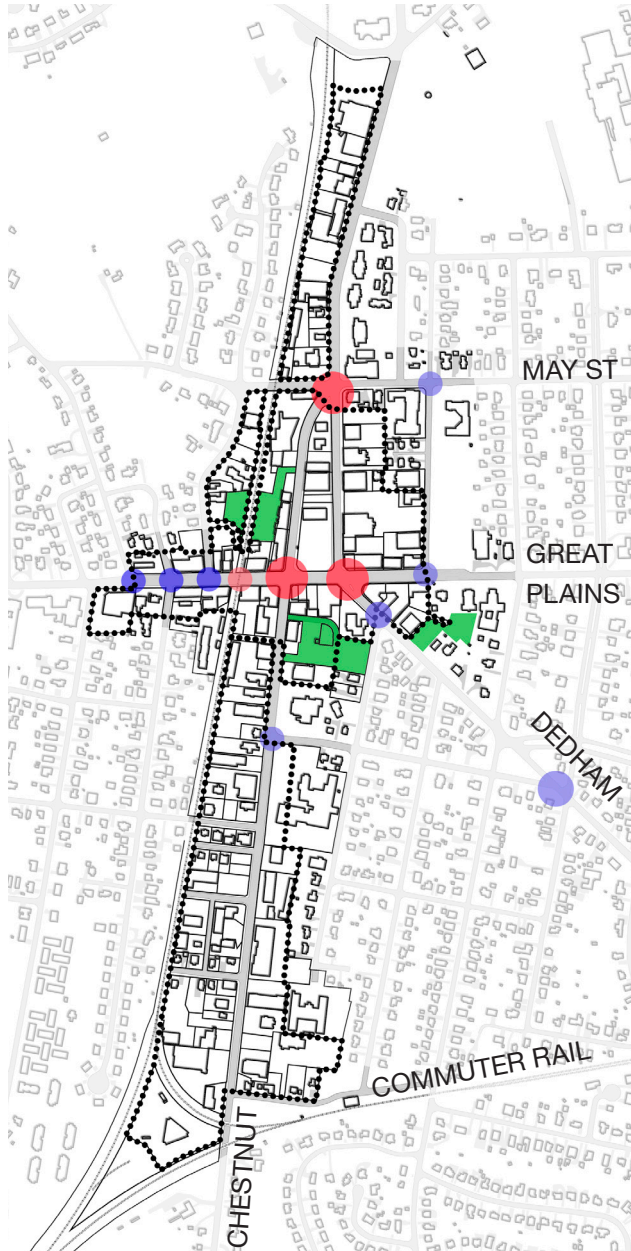 MAY ST
GREAT
PLAINS
DEDHAM
COMMUTER RAIL
CHESTNUT